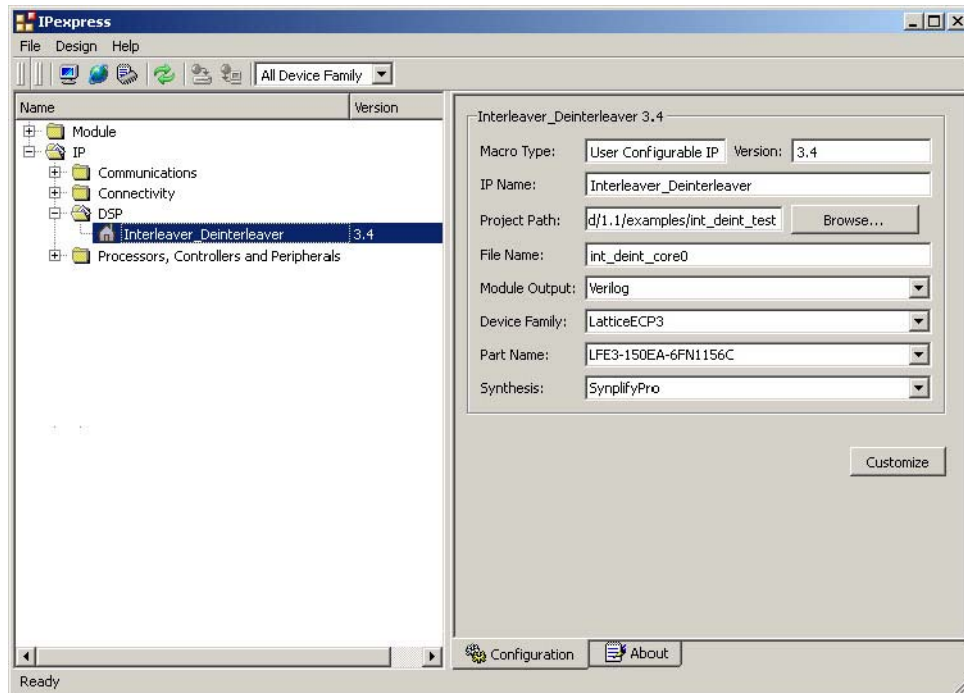 IPexpress
File Design Help
All Device Family
Name Version
Module
IP
Communications
Connectivity
DSP
Interleaver_Deinterleaver 3.4
Processors, Controllers and Peripherals
Interleaver_Deinterleaver 3.4
Macro Type: User Configurable IP Version: 3.4
IP Name: Interleaver_Deinterleaver
Project Path: d/1.1/examples/int_deint_test Browse...
File Name: int_deint_core0
Module Output: Verilog
Device Family: LatticeECP3
Part Name: LFE3-150EA-6FN1156C
Synthesis: SynplifyPro
Customize
Configuration About
Ready